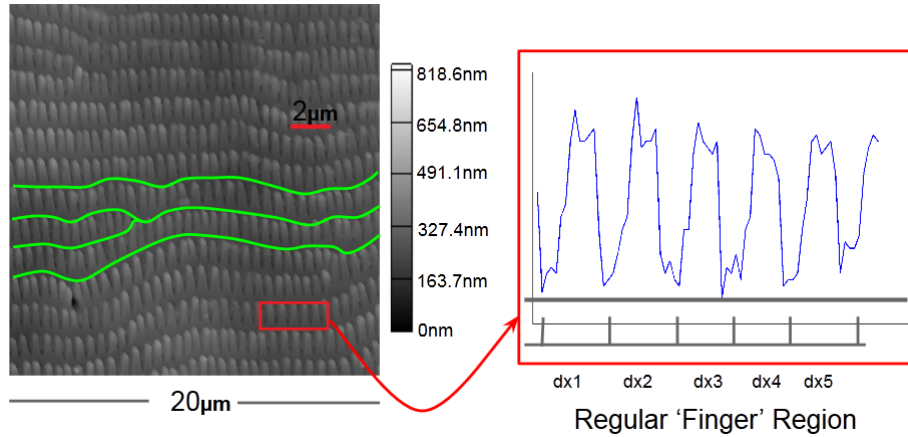 2µm
818.6nm
654.8nm
491.1nm
327.4nm
163.7nm
0nm
20µm
dx1 dx2 dx3 dx4 dx5
Regular ‘Finger’ Region